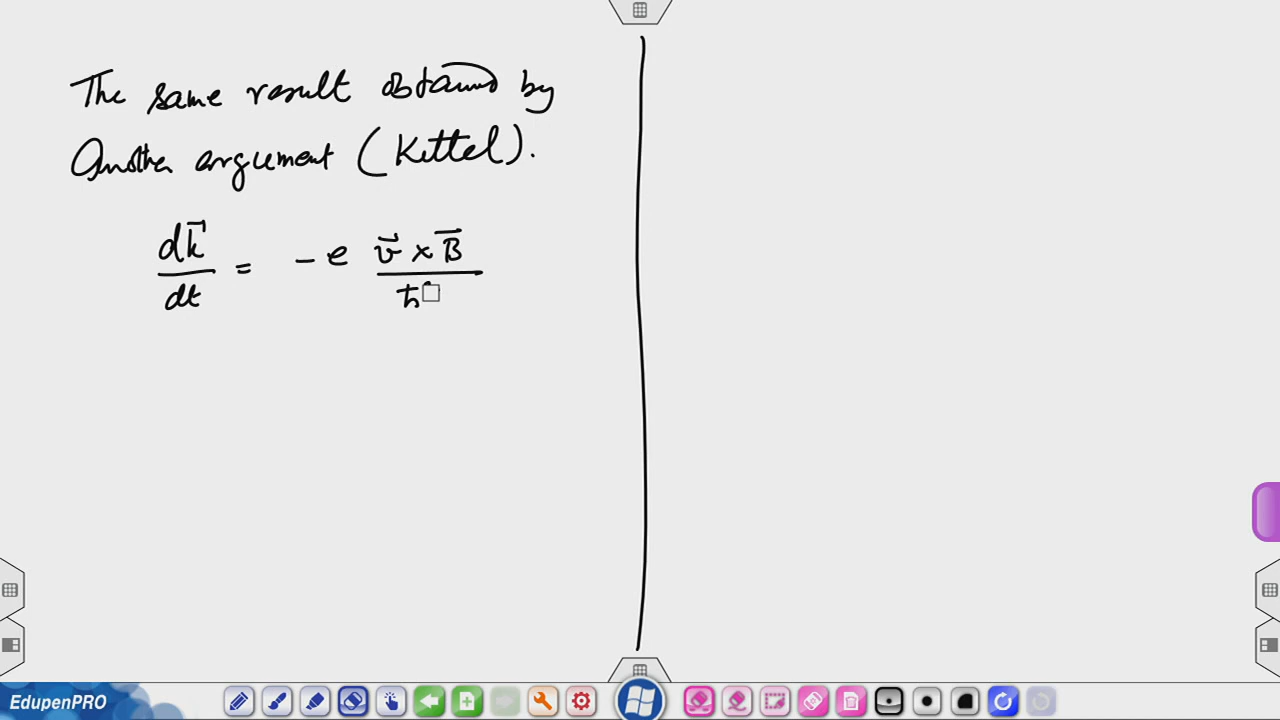 The same result obtained by
Another argument (Kittel).
dk⃗/dt = - e v⃗ × B⃗ / ħ
EdupenPRO